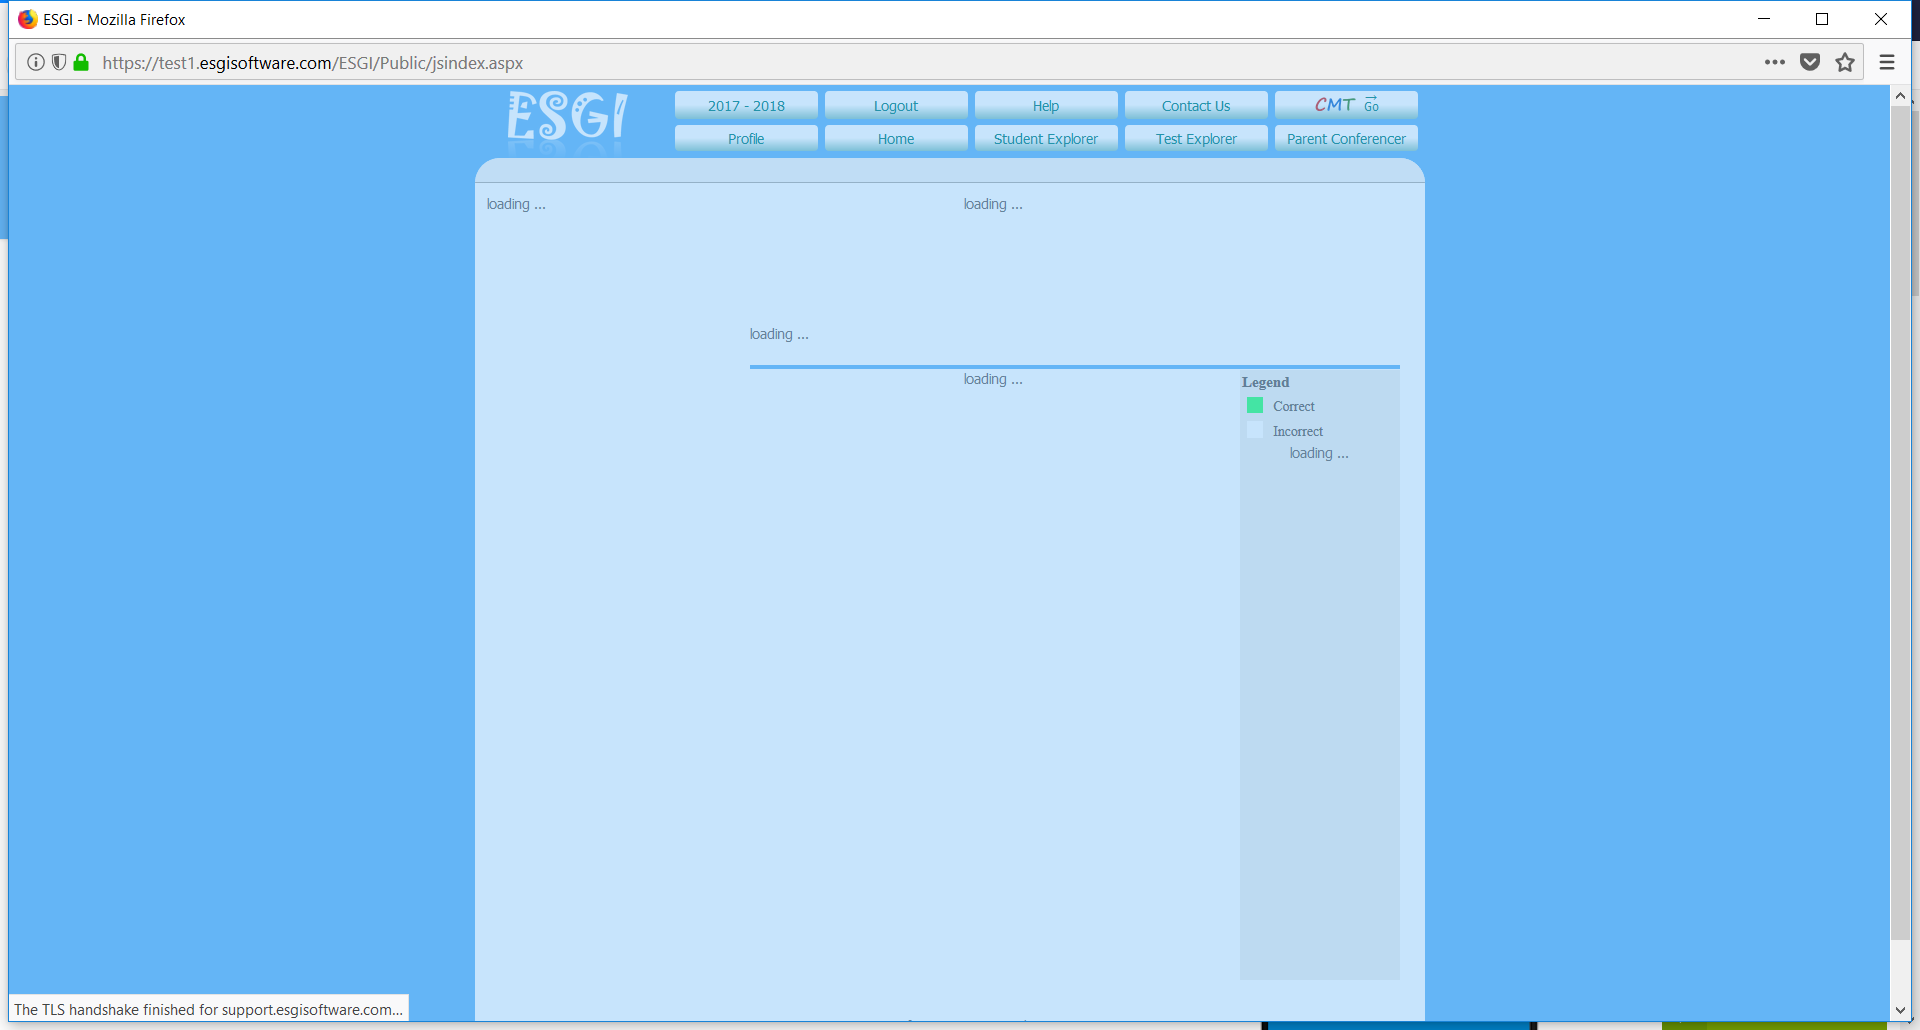 ESGI - Mozilla Firefox
https://test1.esgisoftware.com/ESGI/Public/jsindex.aspx
ESGI
2017 - 2018 Logout Help Contact Us CMT Go
Profile Home Student Explorer Test Explorer Parent Conferencer
loading ... loading ...
loading ...
loading ...
Legend
Correct
Incorrect
loading ...
The TLS handshake finished for support.esgisoftware.com...